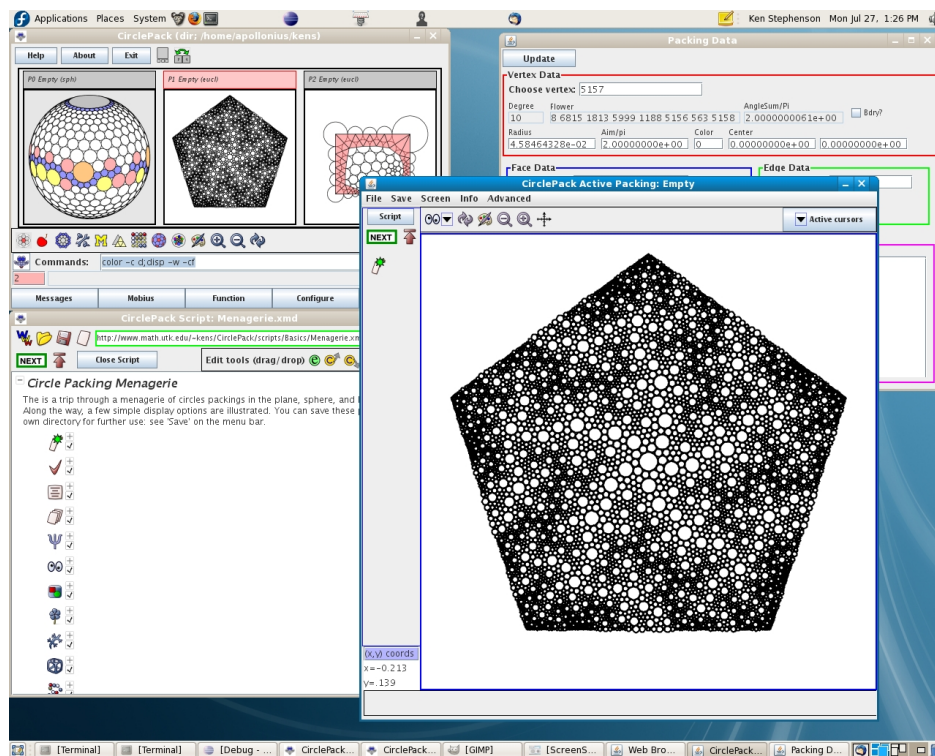 Applications Places System
Ken Stephenson Mon Jul 27, 1:26 PM
CirclePack (dir; /home/apollonius/kens)
Help About Exit
P0 Empty (sph) P1 Empty (eucl) P2 Empty (eucl)
Commands: color -c d;disp -w -cf
2
Messages Mobius Function Configure
Packing Data
Update
Vertex Data
Choose vertex: 5157
Degree Flower AngleSum/Pi
10 8 6815 1813 5999 1188 5156 563 5158 2.0000000061e+00 Bdry?
Radius Aim/pi Color Center
4.58464328e-02 2.00000000e+00 0 0.00000000e+00 0.00000000e+00
Face Data Edge Data
CirclePack Active Packing: Empty
File Save Screen Info Advanced
Script Active cursors
NEXT
(x,y) coords
x=-0.213
y=.139
CirclePack Script: Menagerie.xmd
http://www.math.utk.edu/~kens/CirclePack/scripts/Basics/Menagerie.xm
NEXT Close Script Edit tools (drag/drop)
Circle Packing Menagerie
The is a trip through a menagerie of circles packings in the plane, sphere, and
Along the way, a few simple display options are illustrated. You can save these
own directory for further use: see 'Save' on the menu bar.
[Terminal] [Terminal] [Debug - ... CirclePack... CirclePack... [GIMP] [ScreenS... Web Bro... CirclePack... Packing D...